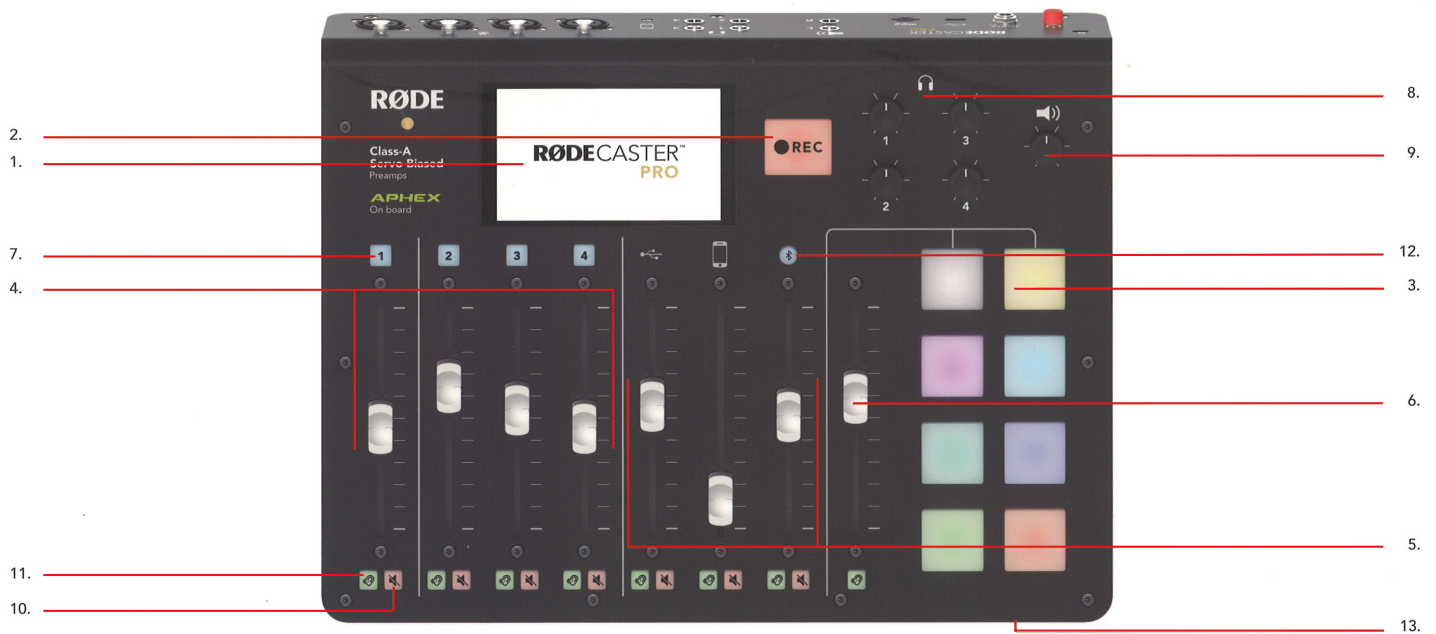 RØDE
Class-A
Servo Biased
Preamps
APHEX
On board
RØDECASTER™
PRO
REC
1
3
2
4
1
2
3
4
RØDECASTER
2.
1.
7.
4.
11.
10.
8.
9.
12.
3.
6.
5.
13.